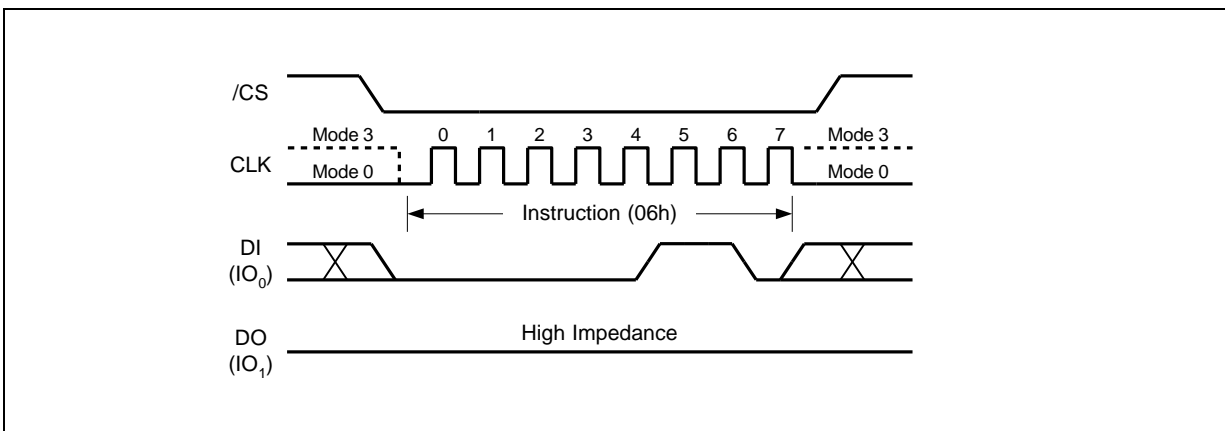 /CS
Mode 3 0 1 2 3 4 5 6 7 Mode 3
CLK
Mode 0 Mode 0
Instruction (06h)
DI
(IO₀)
High Impedance
DO
(IO₁)